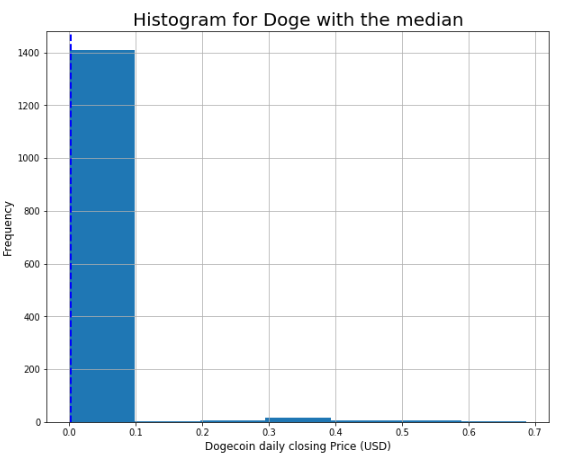 Histogram for Doge with the median
1400
1200
1000
800
600
400
200
0
Frequency
0.0 0.1 0.2 0.3 0.4 0.5 0.6 0.7
Dogecoin daily closing Price (USD)